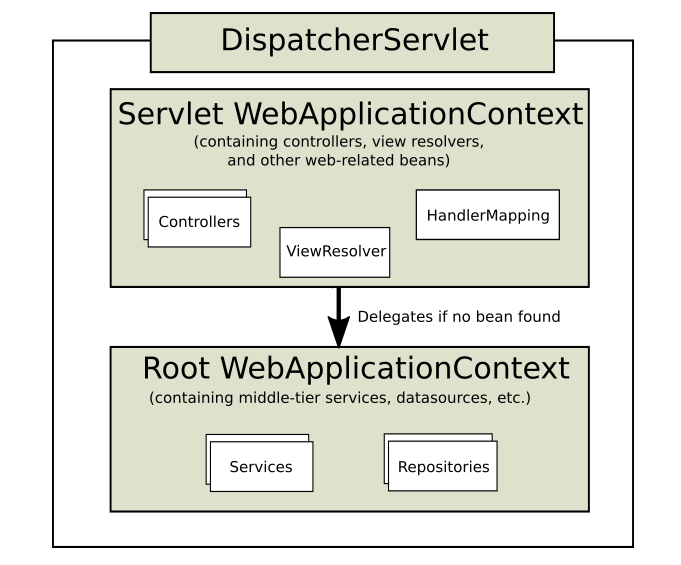 DispatcherServlet
Servlet WebApplicationContext
(containing controllers, view resolvers,
and other web-related beans)
Controllers
ViewResolver
HandlerMapping
Delegates if no bean found
Root WebApplicationContext
(containing middle-tier services, datasources, etc.)
Services
Repositories